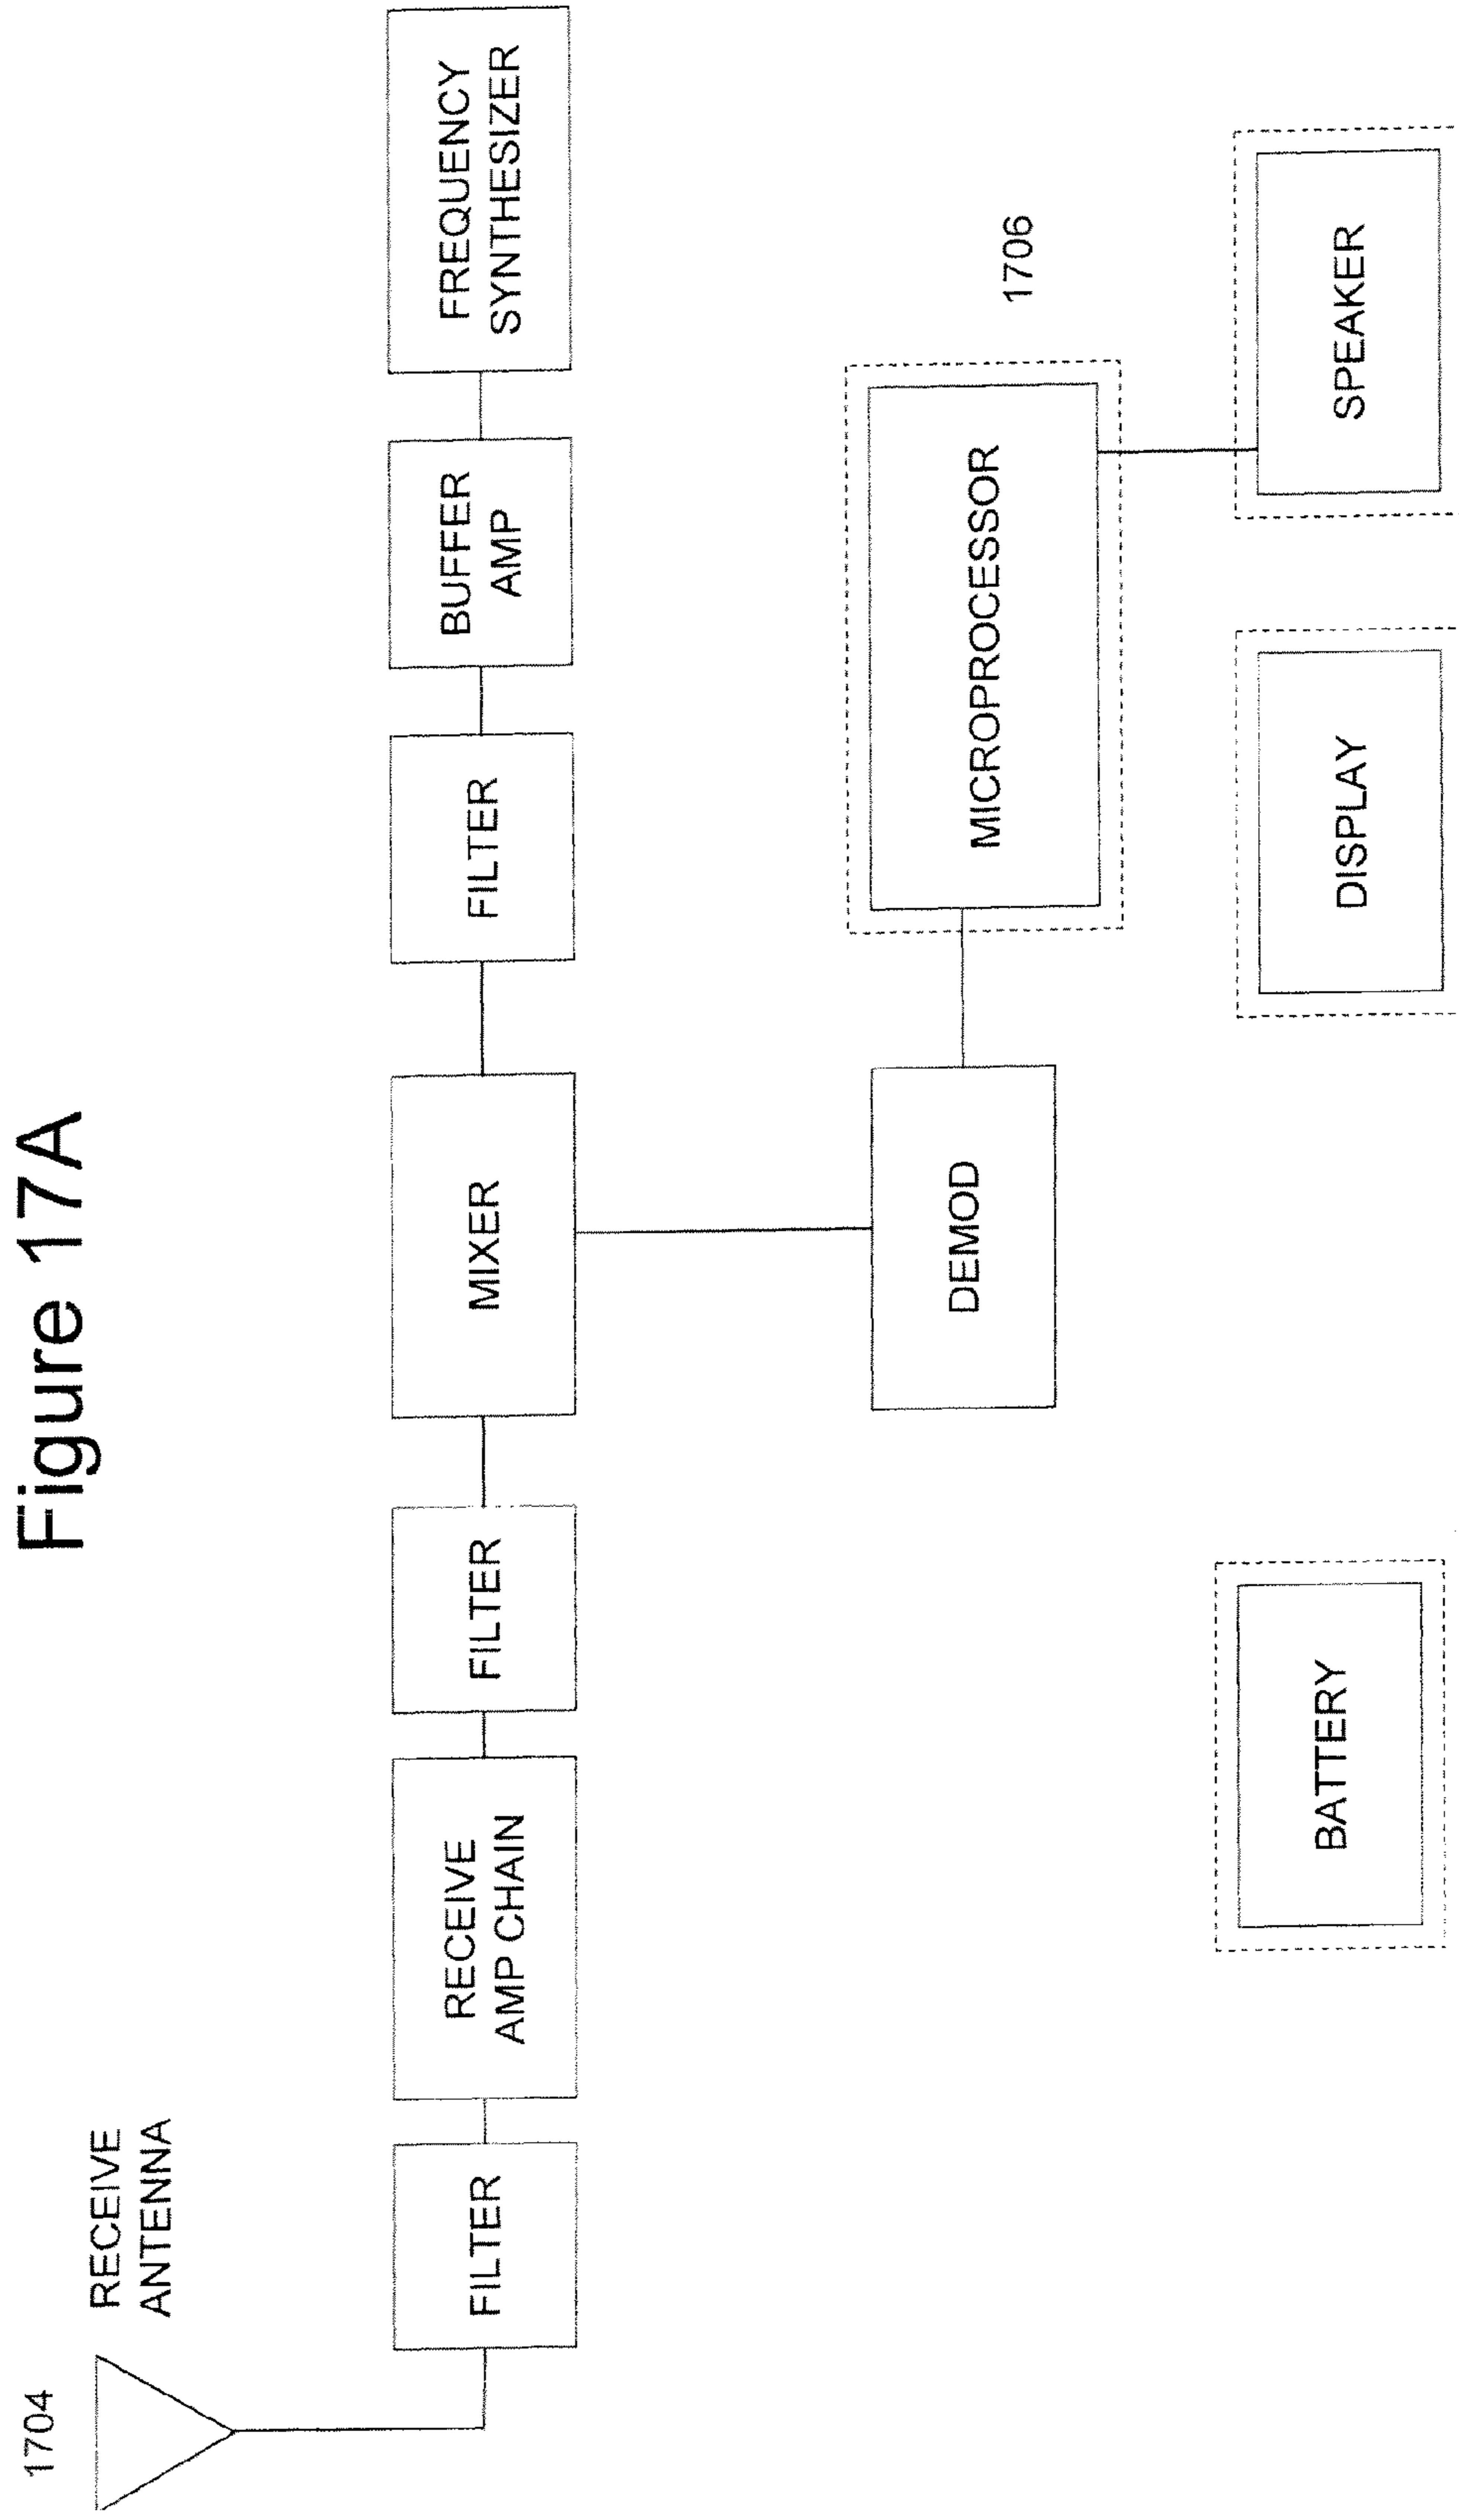 Figure 17A
1704
RECEIVE
ANTENNA
FILTER
RECEIVE
AMP CHAIN
FILTER
MIXER
FILTER
BUFFER
AMP
FREQUENCY
SYNTHESIZER
DEMOD
MICROPROCESSOR
1706
BATTERY
DISPLAY
SPEAKER